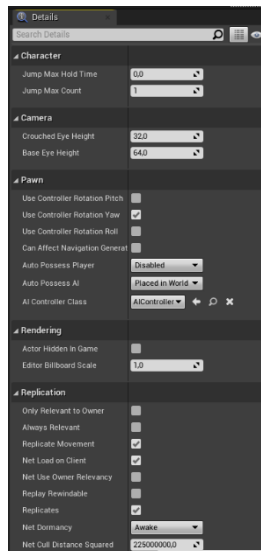 Details
Search Details
Character
Jump Max Hold Time 0,0
Jump Max Count 1
Camera
Crouched Eye Height 32,0
Base Eye Height 64,0
Pawn
Use Controller Rotation Pitch
Use Controller Rotation Yaw
Use Controller Rotation Roll
Can Affect Navigation Generat
Auto Possess Player Disabled
Auto Possess AI Placed in World
AI Controller Class AIController
Rendering
Actor Hidden In Game
Editor Billboard Scale 1,0
Replication
Only Relevant to Owner
Always Relevant
Replicate Movement
Net Load on Client
Net Use Owner Relevancy
Replay Rewindable
Replicates
Net Dormancy Awake
Net Cull Distance Squared 225000000,0